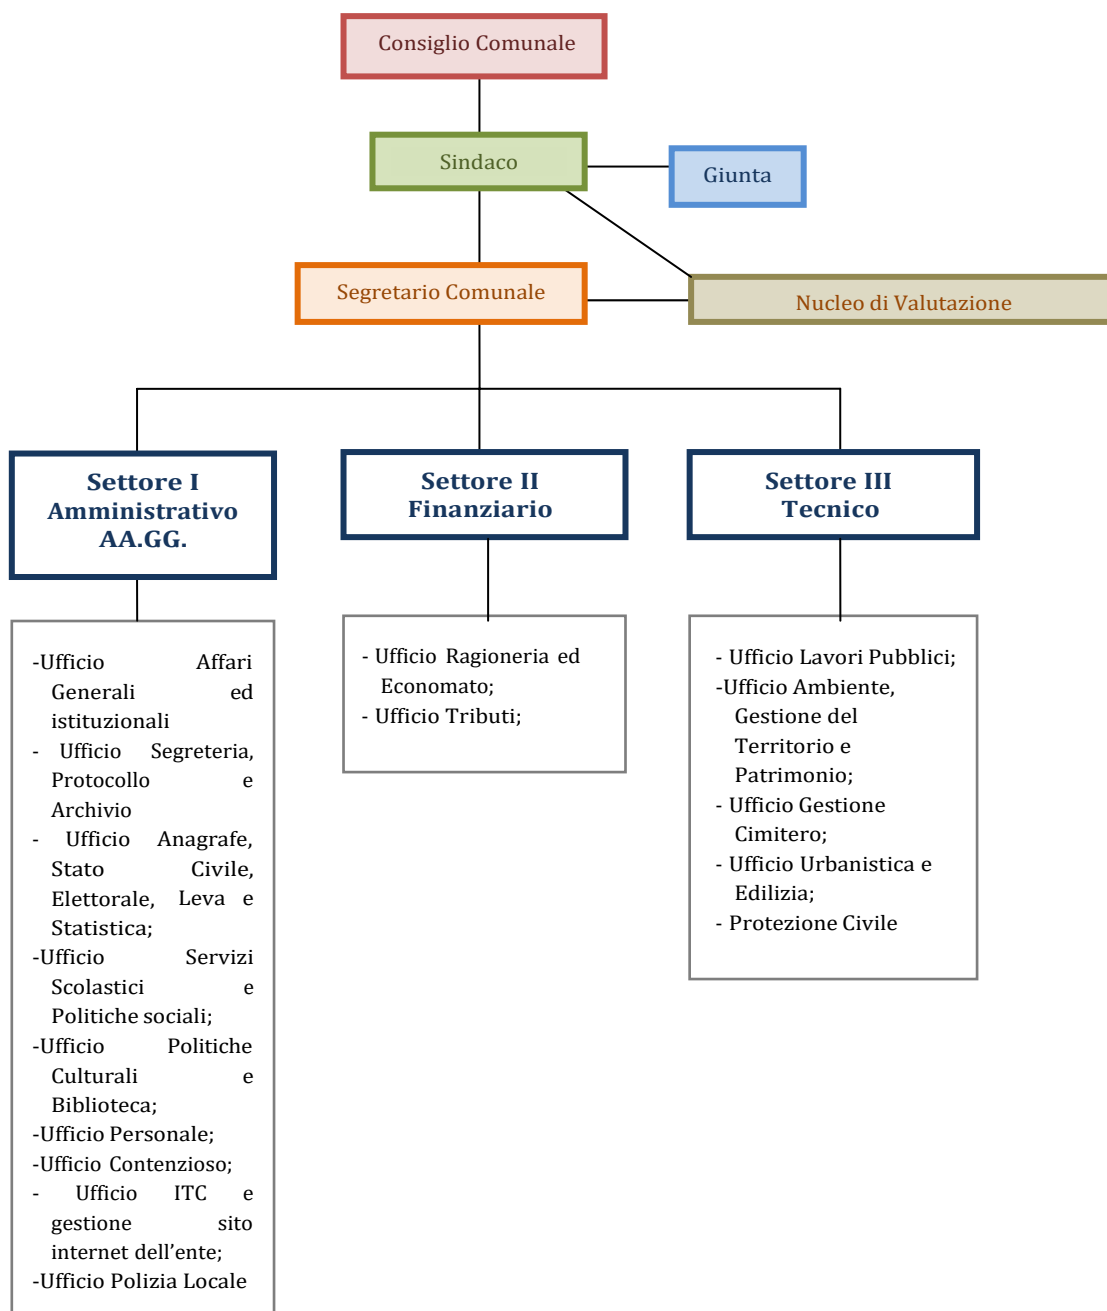 Consiglio Comunale
Sindaco
Giunta
Segretario Comunale
Nucleo di Valutazione
Settore I
Amministrativo
AA.GG.
Settore II
Finanziario
Settore III
Tecnico
-Ufficio Affari
Generali ed
istituzionali
- Ufficio Segreteria,
Protocollo e
Archivio
- Ufficio Anagrafe,
Stato Civile,
Elettorale, Leva e
Statistica;
-Ufficio Servizi
Scolastici e
Politiche sociali;
-Ufficio Politiche
Culturali e
Biblioteca;
-Ufficio Personale;
-Ufficio Contenzioso;
- Ufficio ITC e
gestione sito
internet dell’ente;
-Ufficio Polizia Locale
- Ufficio Ragioneria ed
Economato;
- Ufficio Tributi;
- Ufficio Lavori Pubblici;
-Ufficio Ambiente,
Gestione del
Territorio e
Patrimonio;
- Ufficio Gestione
Cimitero;
- Ufficio Urbanistica e
Edilizia;
- Protezione Civile